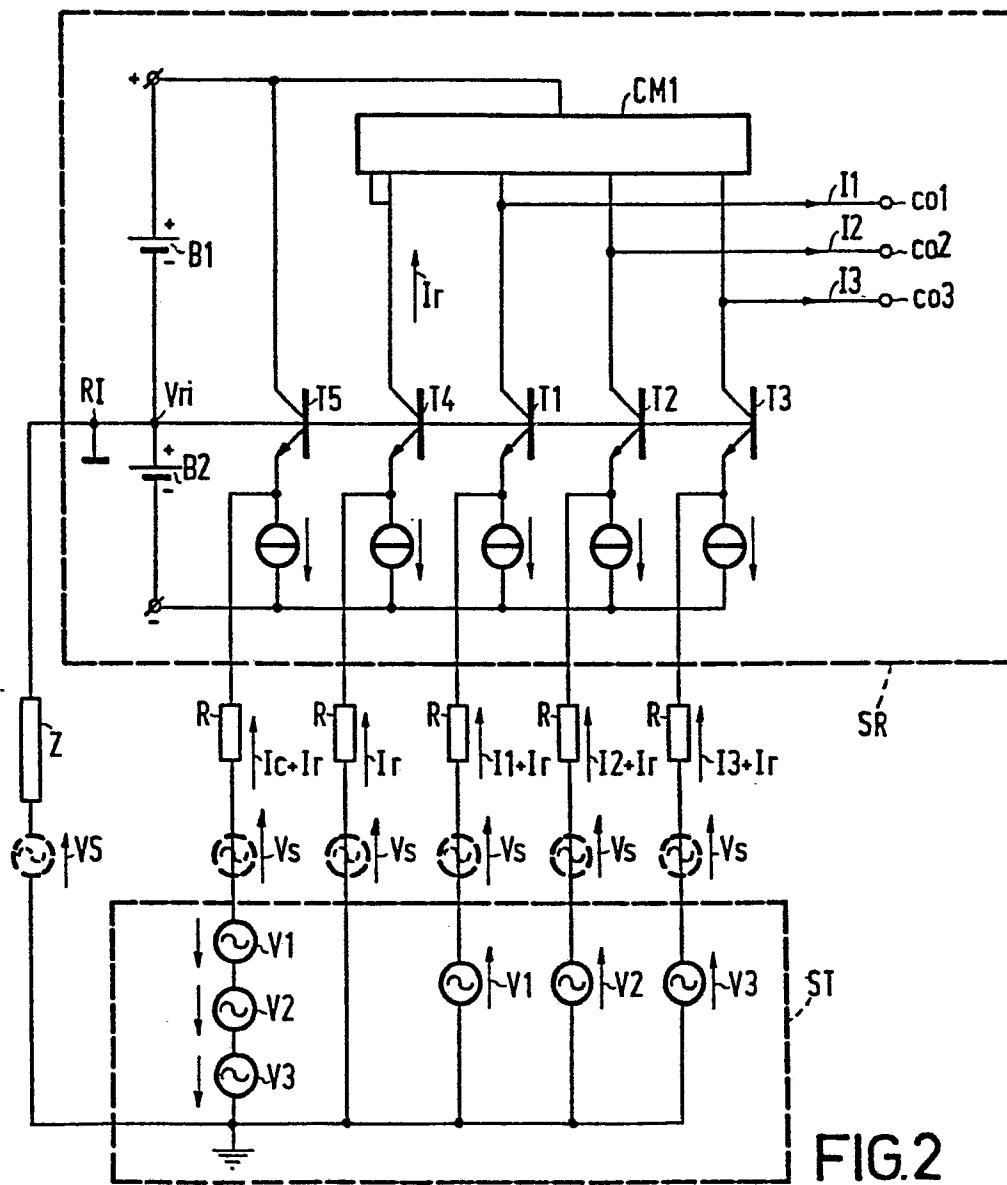 +
CM1
I1
co1
I2
co2
I3
co3
+
B1
-
Ir
RI
Vri
T5
T4
T1
T2
T3
+
B2
-
-
SR
Z
R
R
R
R
R
Ic+Ir
Ir
I1+Ir
I2+Ir
I3+Ir
VS
Vs
Vs
Vs
Vs
Vs
V1
V2
V3
V1
V2
V3
ST
FIG.2